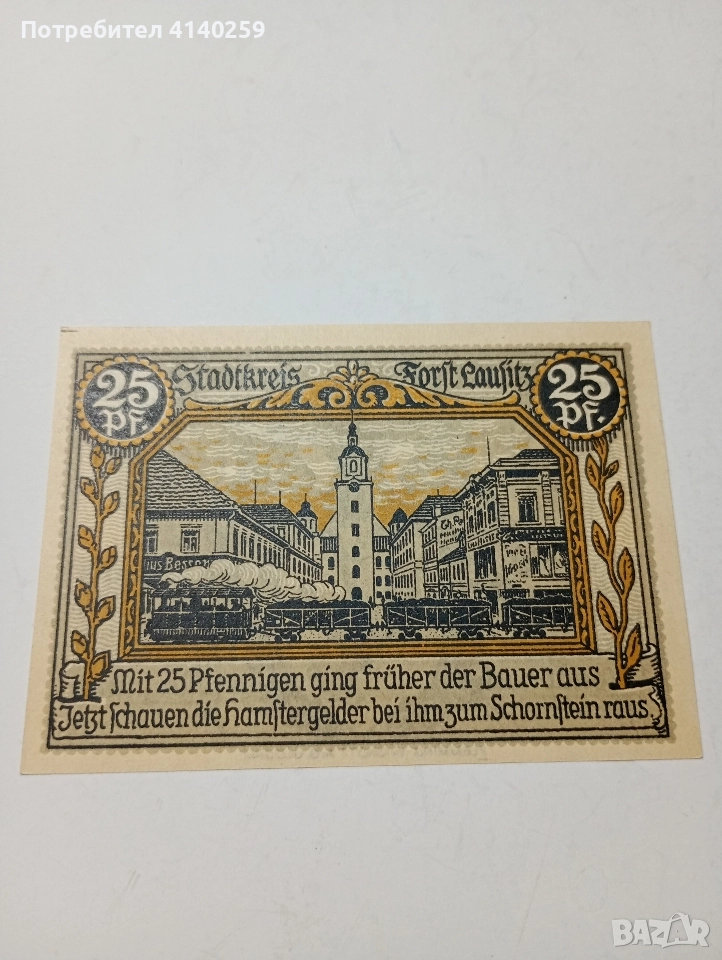 Потребител 4140259
25 Pf.
Stadtkreis Forst Lausitz
25 Pf.
Mit 25 Pfennigen ging früher der Bauer aus
Jetzt schauen die Hamstergelder bei ihm zum Schornstein raus
BAZAR